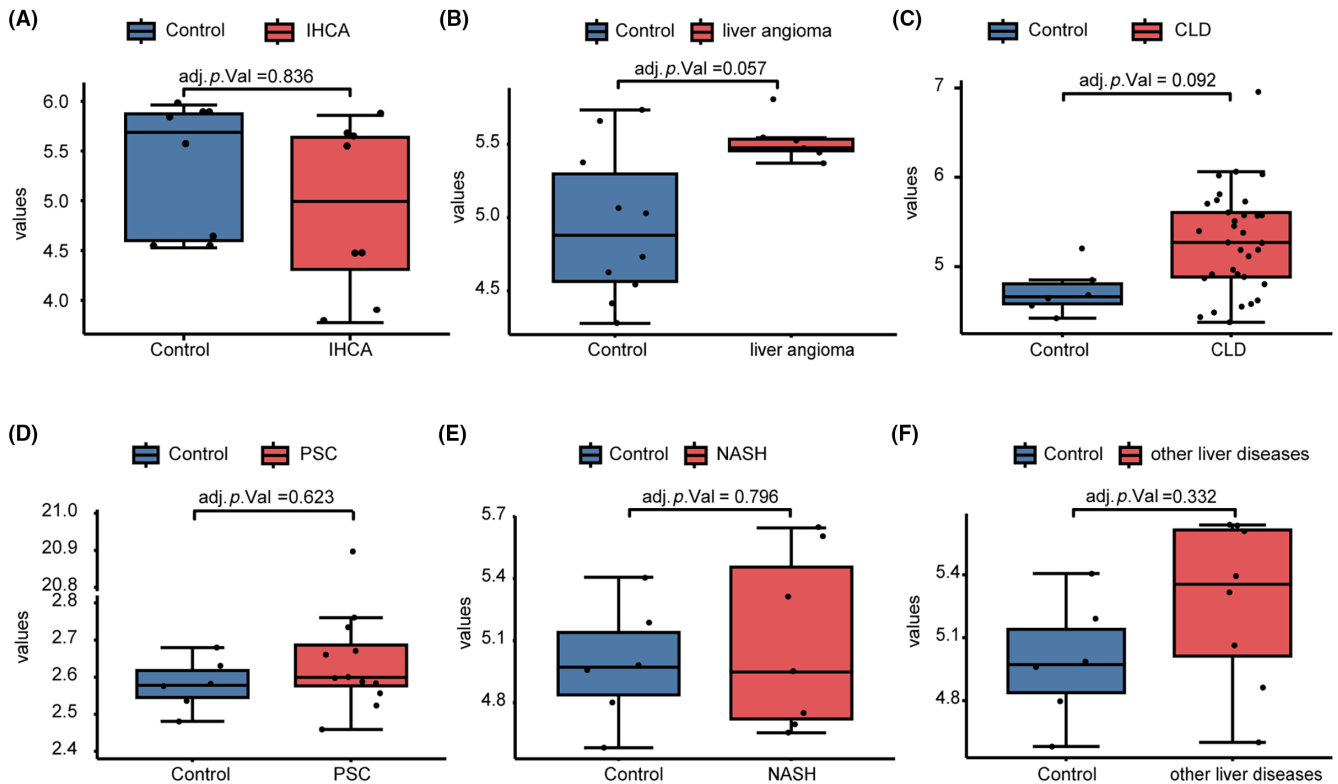 (A)
Control IHCA
adj. p.Val =0.836
6.0
5.5
5.0
4.5
4.0
values
Control IHCA
(B)
Control liver angioma
adj. p.Val =0.057
5.5
5.0
4.5
values
Control liver angioma
(C)
Control CLD
adj. p.Val = 0.092
7
6
5
values
Control CLD
(D)
Control PSC
adj. p.Val =0.623
21.0
20.9
20.8
2.8
2.7
2.6
2.5
2.4
values
Control PSC
(E)
Control NASH
adj. p.Val = 0.796
5.7
5.4
5.1
4.8
values
Control NASH
(F)
Control other liver diseases
adj. p.Val =0.332
5.4
5.1
4.8
values
Control other liver diseases